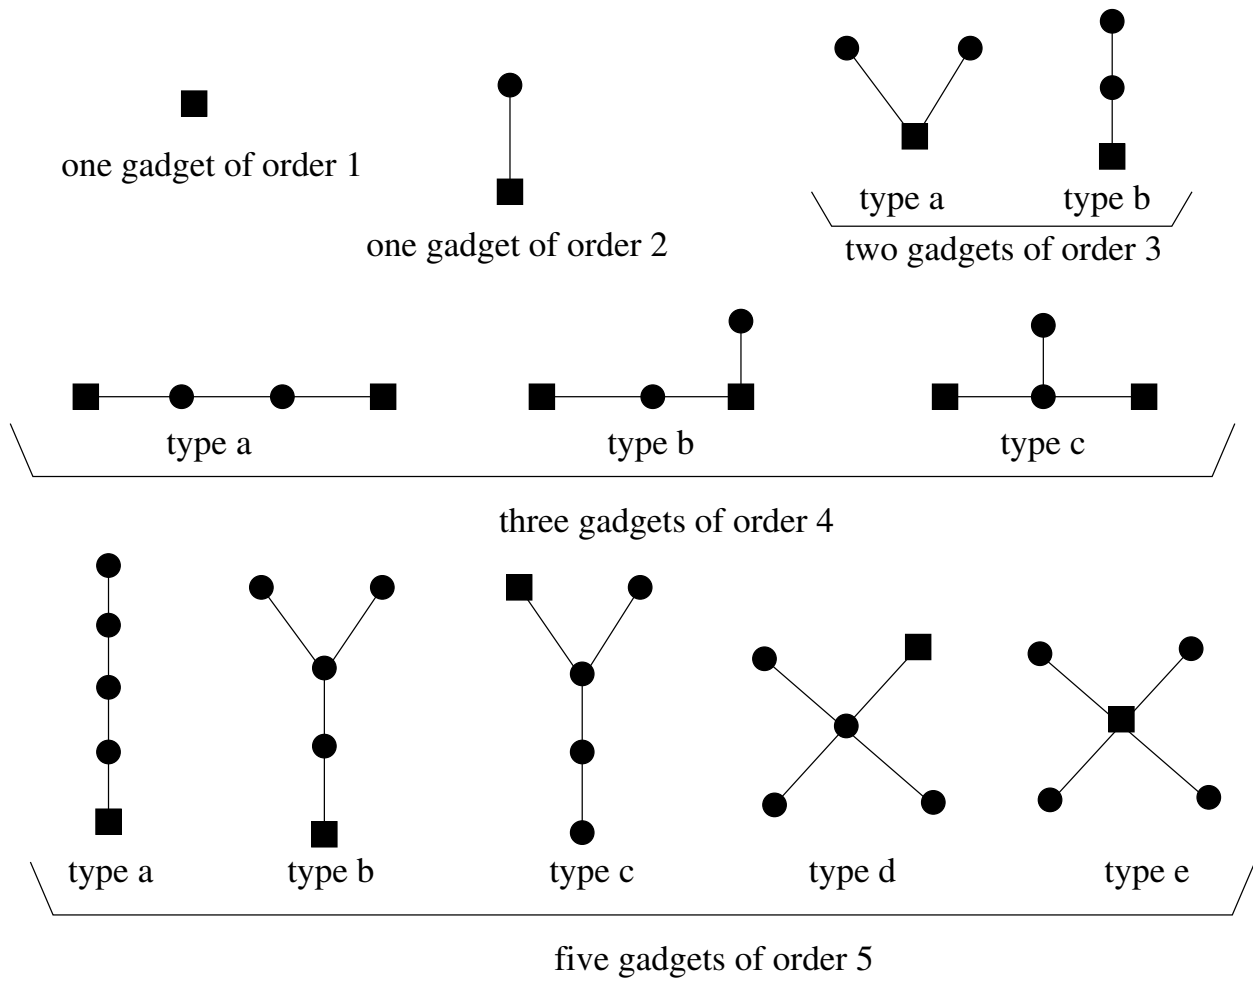 one gadget of order 1
one gadget of order 2
type a
type b
two gadgets of order 3
type a
type b
type c
three gadgets of order 4
type a
type b
type c
type d
type e
five gadgets of order 5